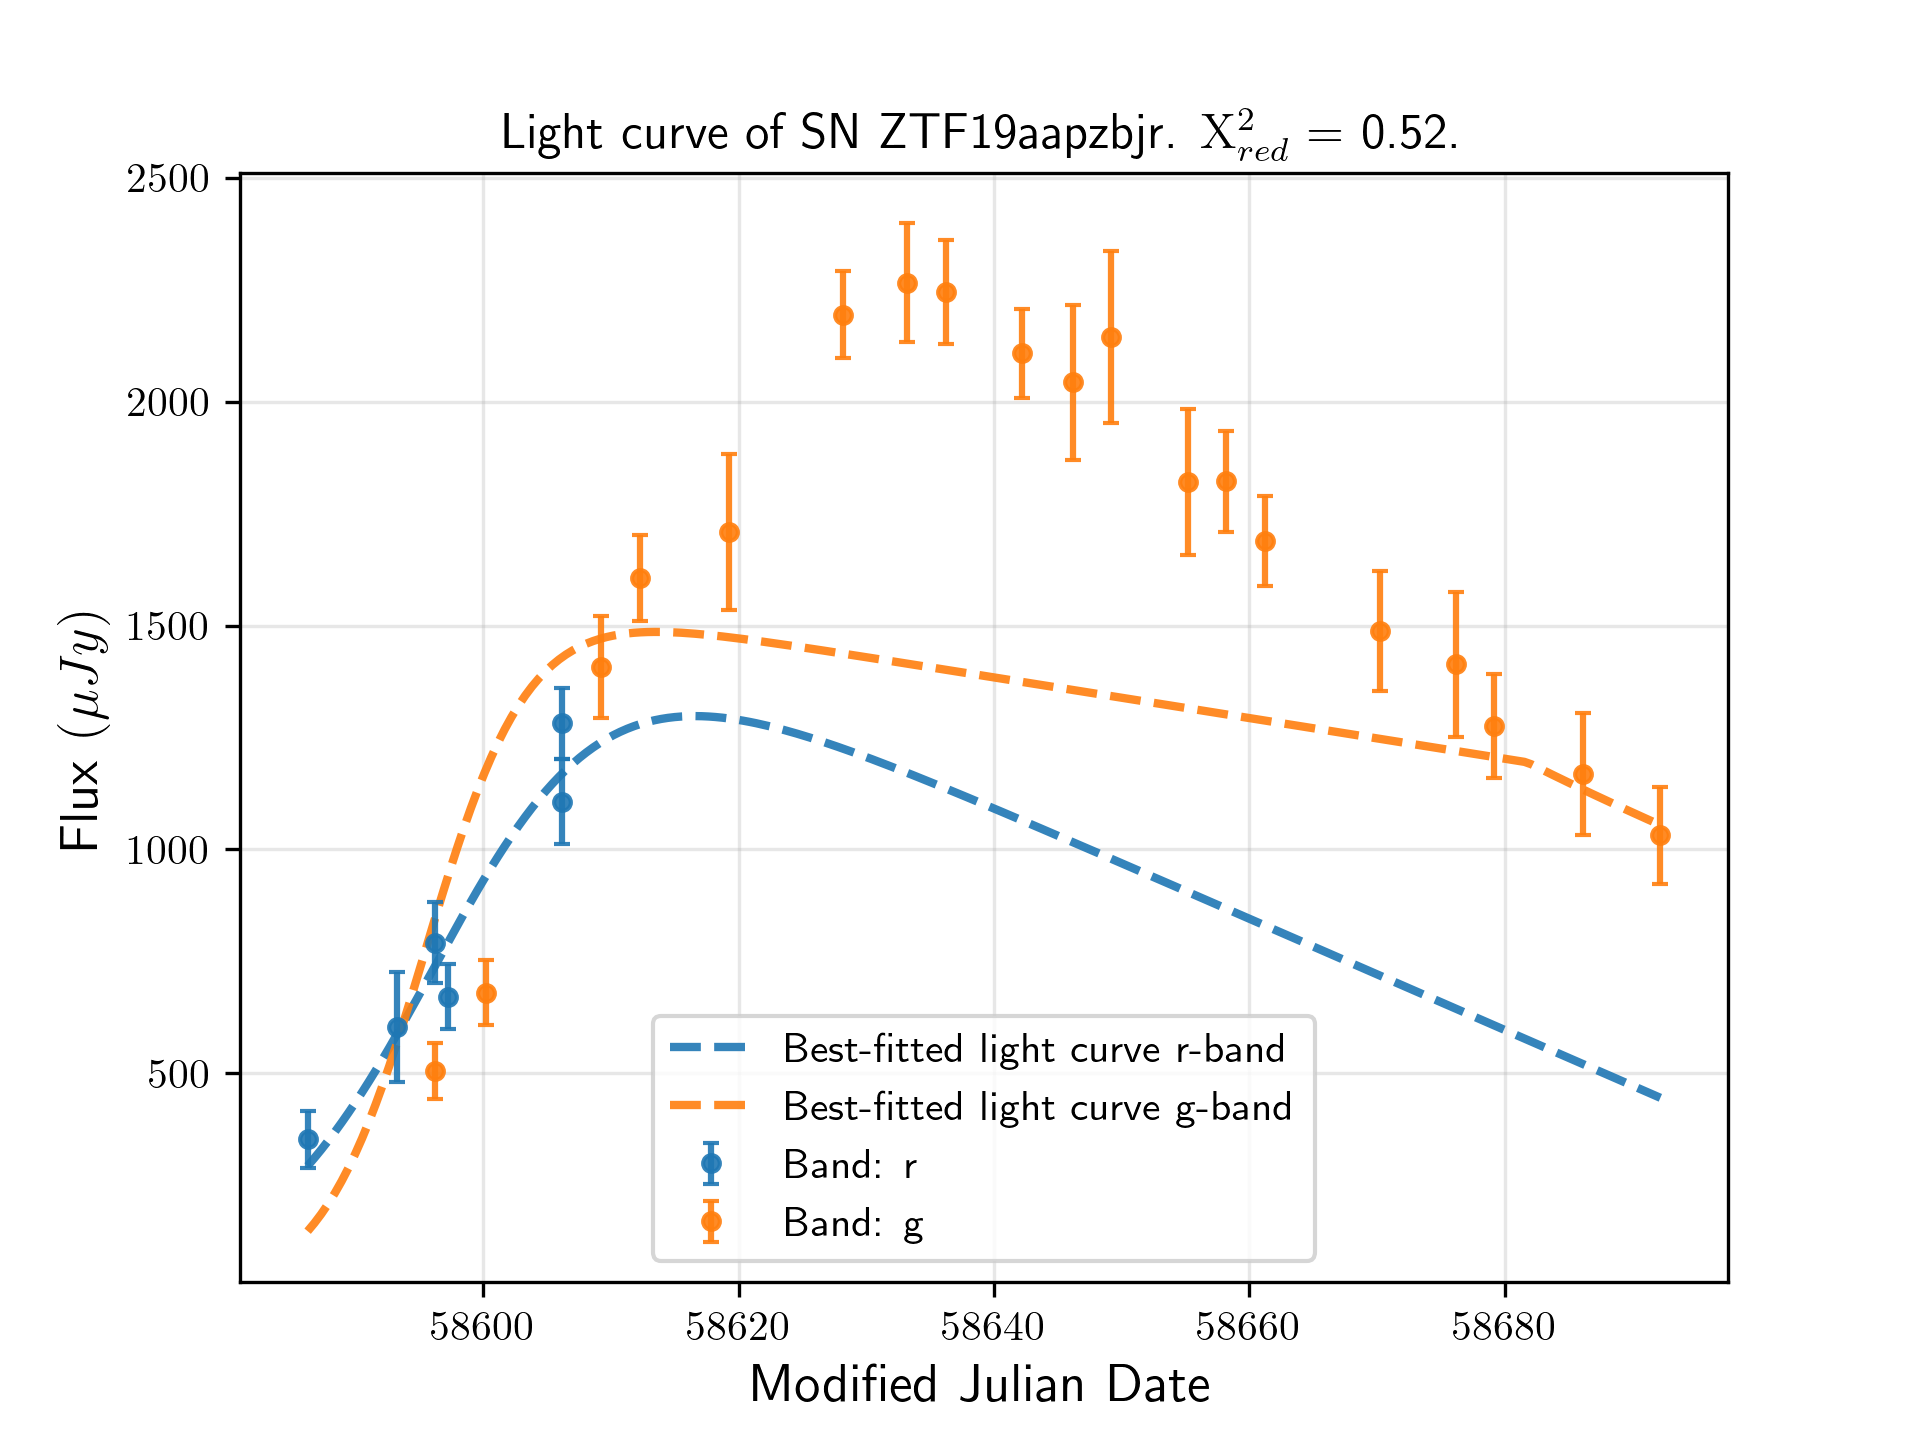 Light curve of SN ZTF19aapzbjr. X²_red = 0.52.
2500
2000
1500
1000
500
Flux (μJy)
Best-fitted light curve r-band
Best-fitted light curve g-band
Band: r
Band: g
58600 58620 58640 58660 58680
Modified Julian Date